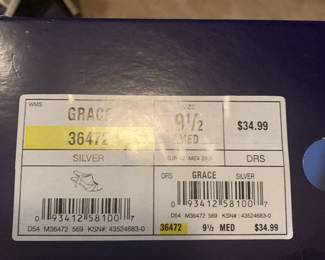 WMS
GRACE
36472
SILVER
SIZE
9½
MED
$34.99
DRS
0 93412 58100 7
D54 M36472 569 KSN#: 43524683-0
DRS GRACE SILVER
0 93412 58100 7
36472 9½ MED $34.99
D54 M36472 569 KSN#: 43524683-0